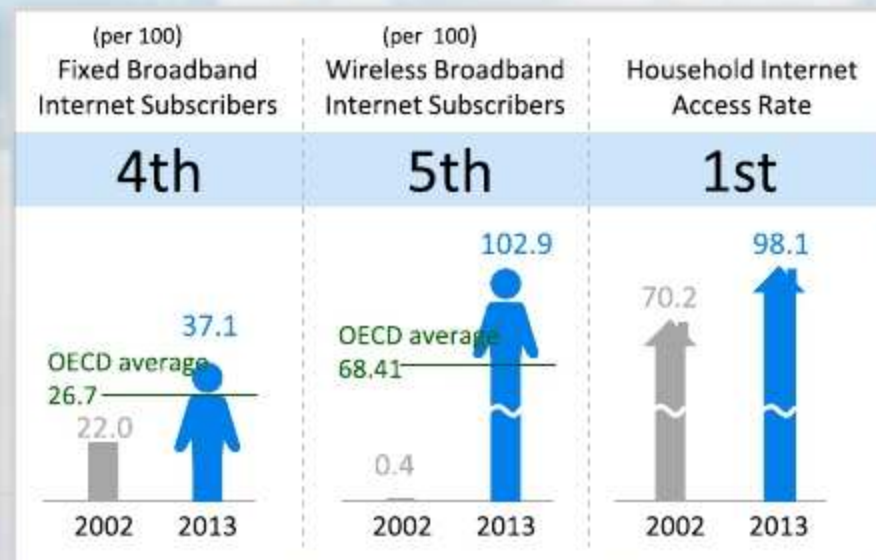 (per 100)
Fixed Broadband
Internet Subscribers
4th
37.1
OECD average
26.7
22.0
2002 2013
(per 100)
Wireless Broadband
Internet Subscribers
5th
102.9
OECD average
68.41
0.4
2002 2013
Household Internet
Access Rate
1st
98.1
70.2
2002 2013